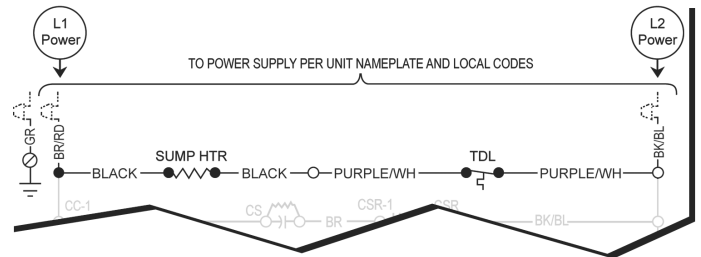 L1
Power
L2
Power
TO POWER SUPPLY PER UNIT NAMEPLATE AND LOCAL CODES
GR
BR/RD
BK/BL
SUMP HTR
TDL
BLACK
BLACK
PURPLE/WH
PURPLE/WH
CC-1
CS
BR
CSR-1
CSR
BK/BL